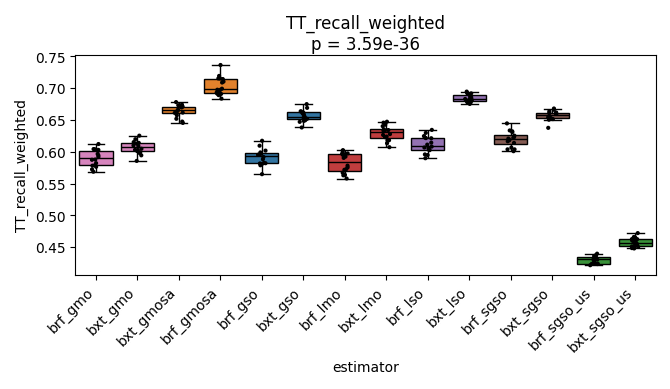 TT_recall_weighted
p = 3.59e-36
TT_recall_weighted
0.75
0.70
0.65
0.60
0.55
0.50
0.45
brf_gmo
bxt_gmo
bxt_gmosa
brf_gmosa
brf_gso
bxt_gso
brf_lmo
bxt_lmo
brf_lso
bxt_lso
brf_sgso
bxt_sgso
brf_sgso_us
bxt_sgso_us
estimator